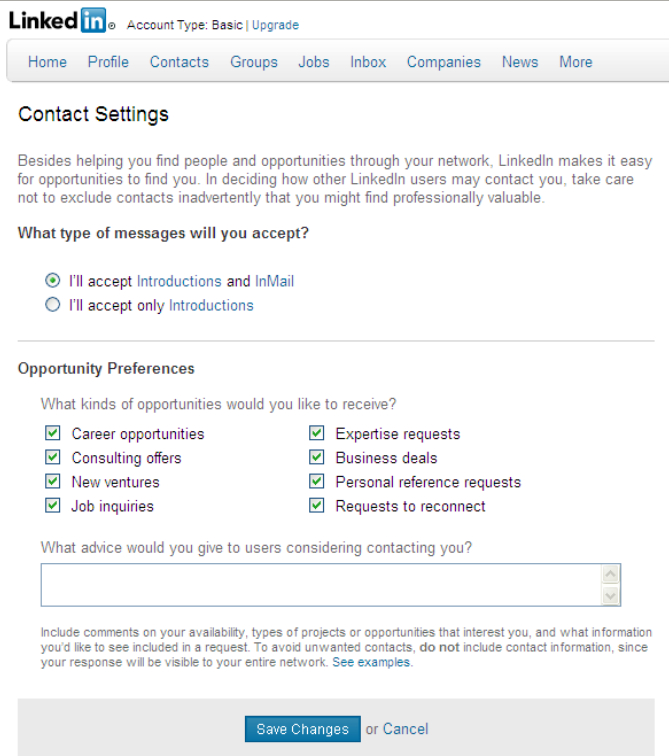 Linked in ® Account Type: Basic | Upgrade
Home Profile Contacts Groups Jobs Inbox Companies News More
Contact Settings
Besides helping you find people and opportunities through your network, LinkedIn makes it easy
for opportunities to find you. In deciding how other LinkedIn users may contact you, take care
not to exclude contacts inadvertently that you might find professionally valuable.
What type of messages will you accept?
I'll accept Introductions and InMail
I'll accept only Introductions
Opportunity Preferences
What kinds of opportunities would you like to receive?
Career opportunities Expertise requests
Consulting offers Business deals
New ventures Personal reference requests
Job inquiries Requests to reconnect
What advice would you give to users considering contacting you?
Include comments on your availability, types of projects or opportunities that interest you, and what information
you'd like to see included in a request. To avoid unwanted contacts, do not include contact information, since
your response will be visible to your entire network. See examples.
Save Changes or Cancel